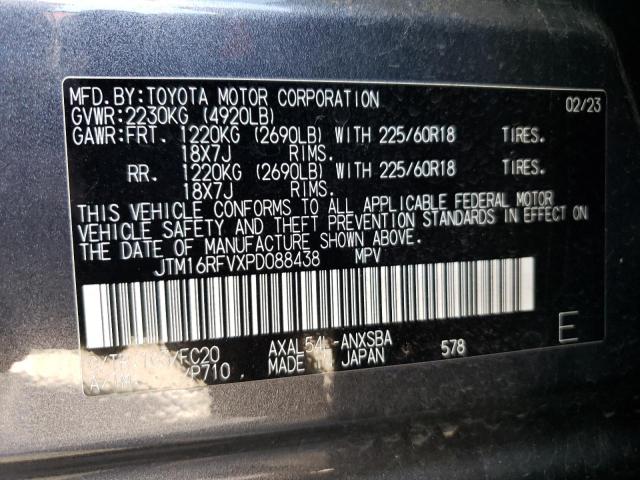 MFD.BY:TOYOTA MOTOR CORPORATION 02/23
GVWR:2230KG (4920LB)
GAWR:FRT. 1220KG (2690LB) WITH 225/60R18 TIRES.
18X7J RIMS.
RR. 1220KG (2690LB) WITH 225/60R18 TIRES.
18X7J RIMS.
THIS VEHICLE CONFORMS TO ALL APPLICABLE FEDERAL MOTOR
VEHICLE SAFETY AND THEFT PREVENTION STANDARDS IN EFFECT ON
THE DATE OF MANUFACTURE SHOWN ABOVE.
JTM16RFVXPD088438 MPV
E
AXAL54L-ANXSBA 578
MADE IN JAPAN